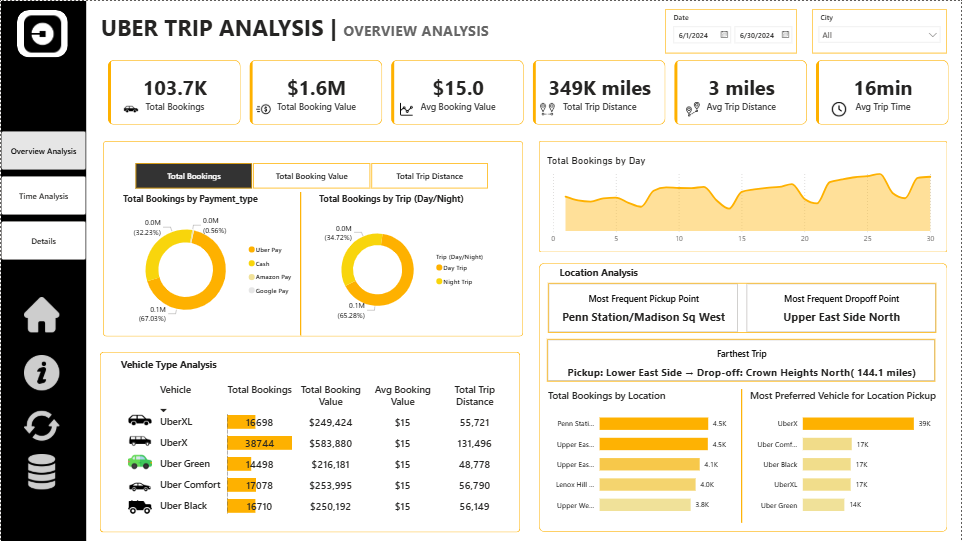 UBER TRIP ANALYSIS | OVERVIEW ANALYSIS
Date
6/1/2024 6/30/2024
City
All
103.7K
Total Bookings
$1.6M
Total Booking Value
$15.0
Avg Booking Value
349K miles
Total Trip Distance
3 miles
Avg Trip Distance
16min
Avg Trip Time
Overview Analysis
Time Analysis
Details
Total Bookings Total Booking Value Total Trip Distance
Total Bookings by Payment_type
0.0M
(32.23%)
0.0M
(0.56%)
0.1M
(67.03%)
Uber Pay
Cash
Amazon Pay
Google Pay
Total Bookings by Trip (Day/Night)
0.0M
(34.72%)
0.1M
(65.28%)
Trip (Day/Night)
Day Trip
Night Trip
Total Bookings by Day
0 5 10 15 20 25 30
Vehicle Type Analysis
Vehicle Total Bookings Total Booking Value Avg Booking Value Total Trip Distance
UberXL 16698 $249,424 $15 55,721
UberX 38744 $583,880 $15 131,496
Uber Green 14498 $216,181 $15 48,778
Uber Comfort 17078 $253,995 $15 56,790
Uber Black 16710 $250,192 $15 56,149
Location Analysis
Most Frequent Pickup Point
Penn Station/Madison Sq West
Most Frequent Dropoff Point
Upper East Side North
Farthest Trip
Pickup: Lower East Side → Drop-off: Crown Heights North( 144.1 miles)
Total Bookings by Location
Penn Stati... 4.5K
Upper Eas... 4.5K
Upper Eas... 4.1K
Lenox Hill ... 4.0K
Upper We... 3.8K
Most Preferred Vehicle for Location Pickup
UberX 39K
Uber Comf... 17K
Uber Black 17K
UberXL 17K
Uber Green 14K